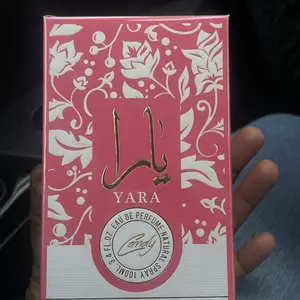 يارا
YARA
3.4 FL.OZ. EAU DE PERFUME NATURAL SPRAY 100ML.
Candy